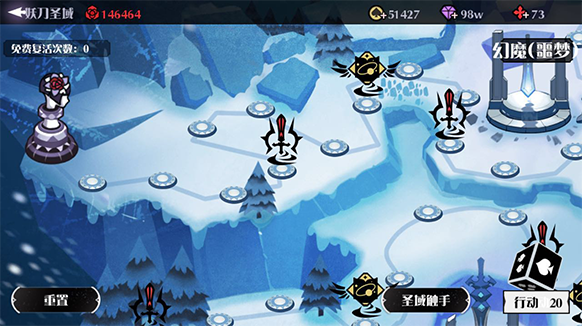 妖刀圣域
146464
+51427
+98w
+73
免费复活次数：0
幻魔(噩梦)
重置
圣域触手
行动 20